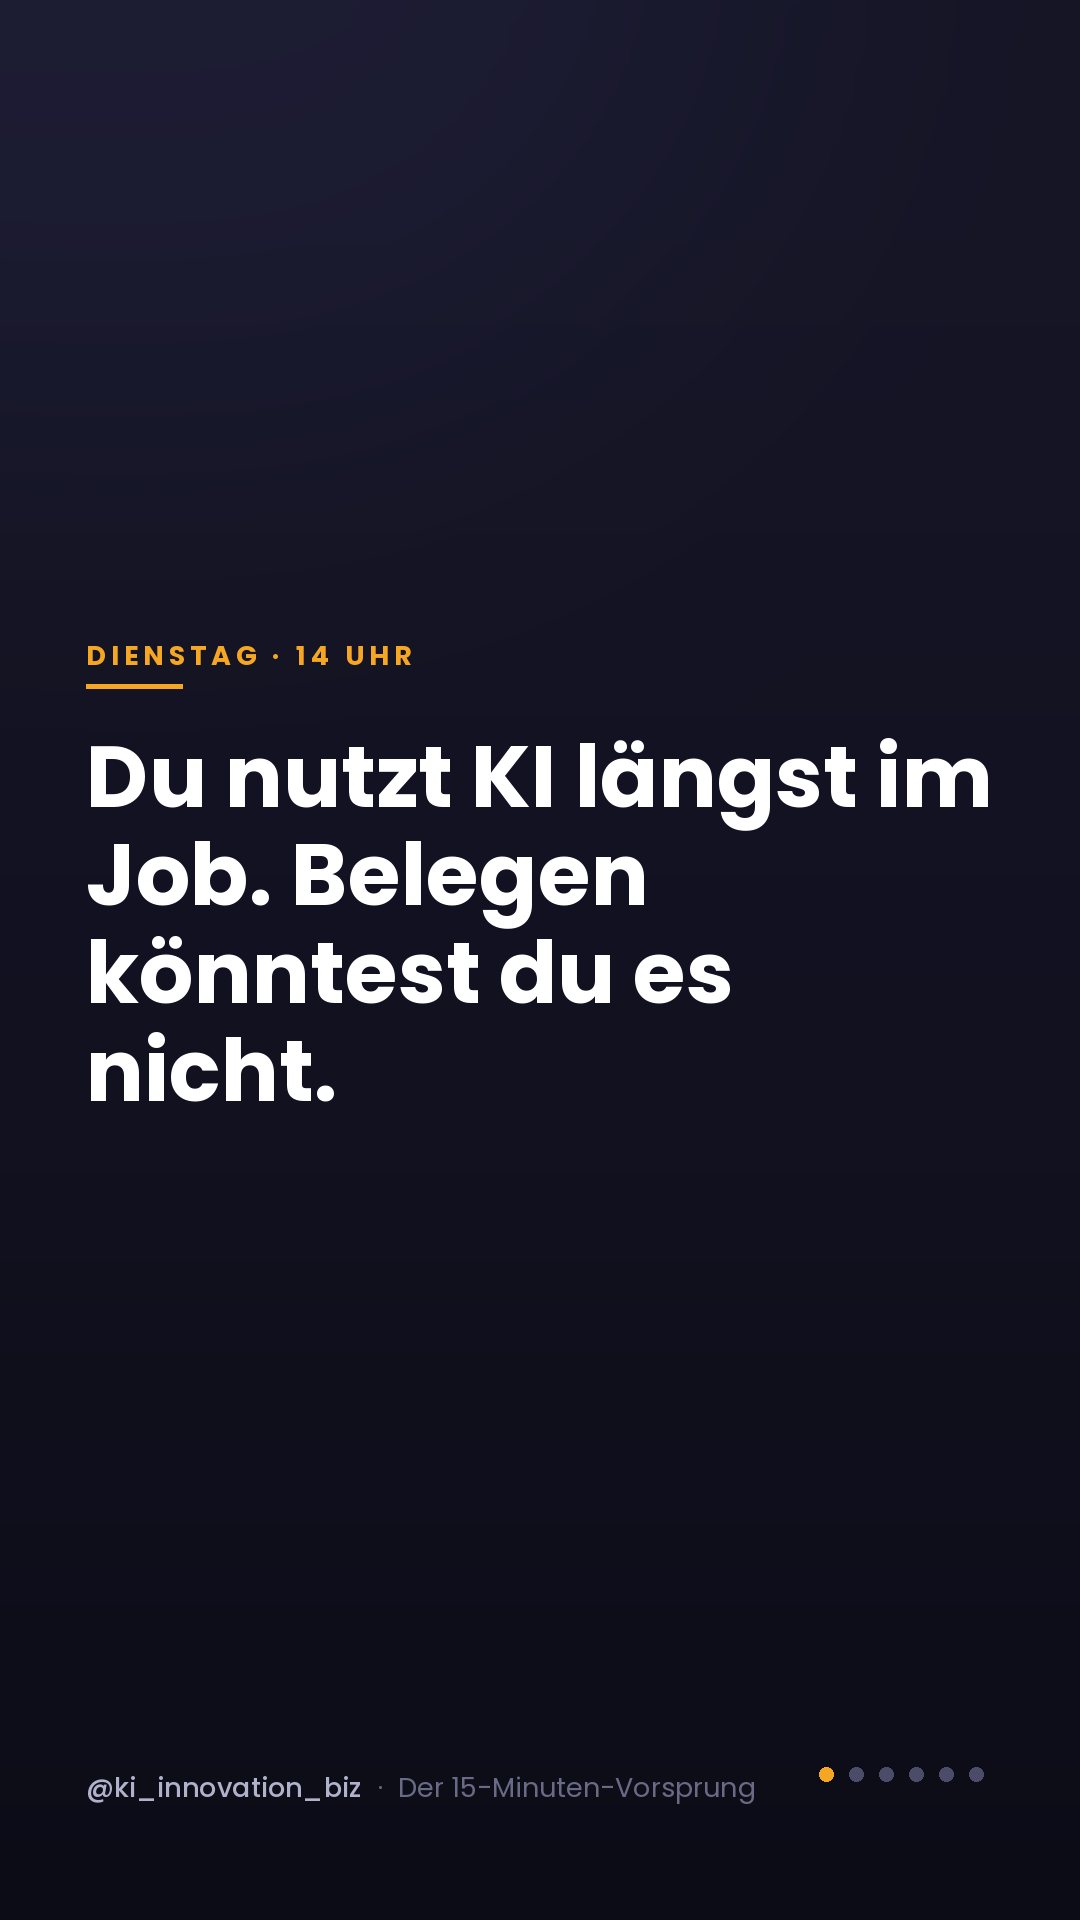 DIENSTAG · 14 UHR
Du nutzt KI längst im
Job. Belegen
könntest du es
nicht.
@ki_innovation_biz · Der 15-Minuten-Vorsprung